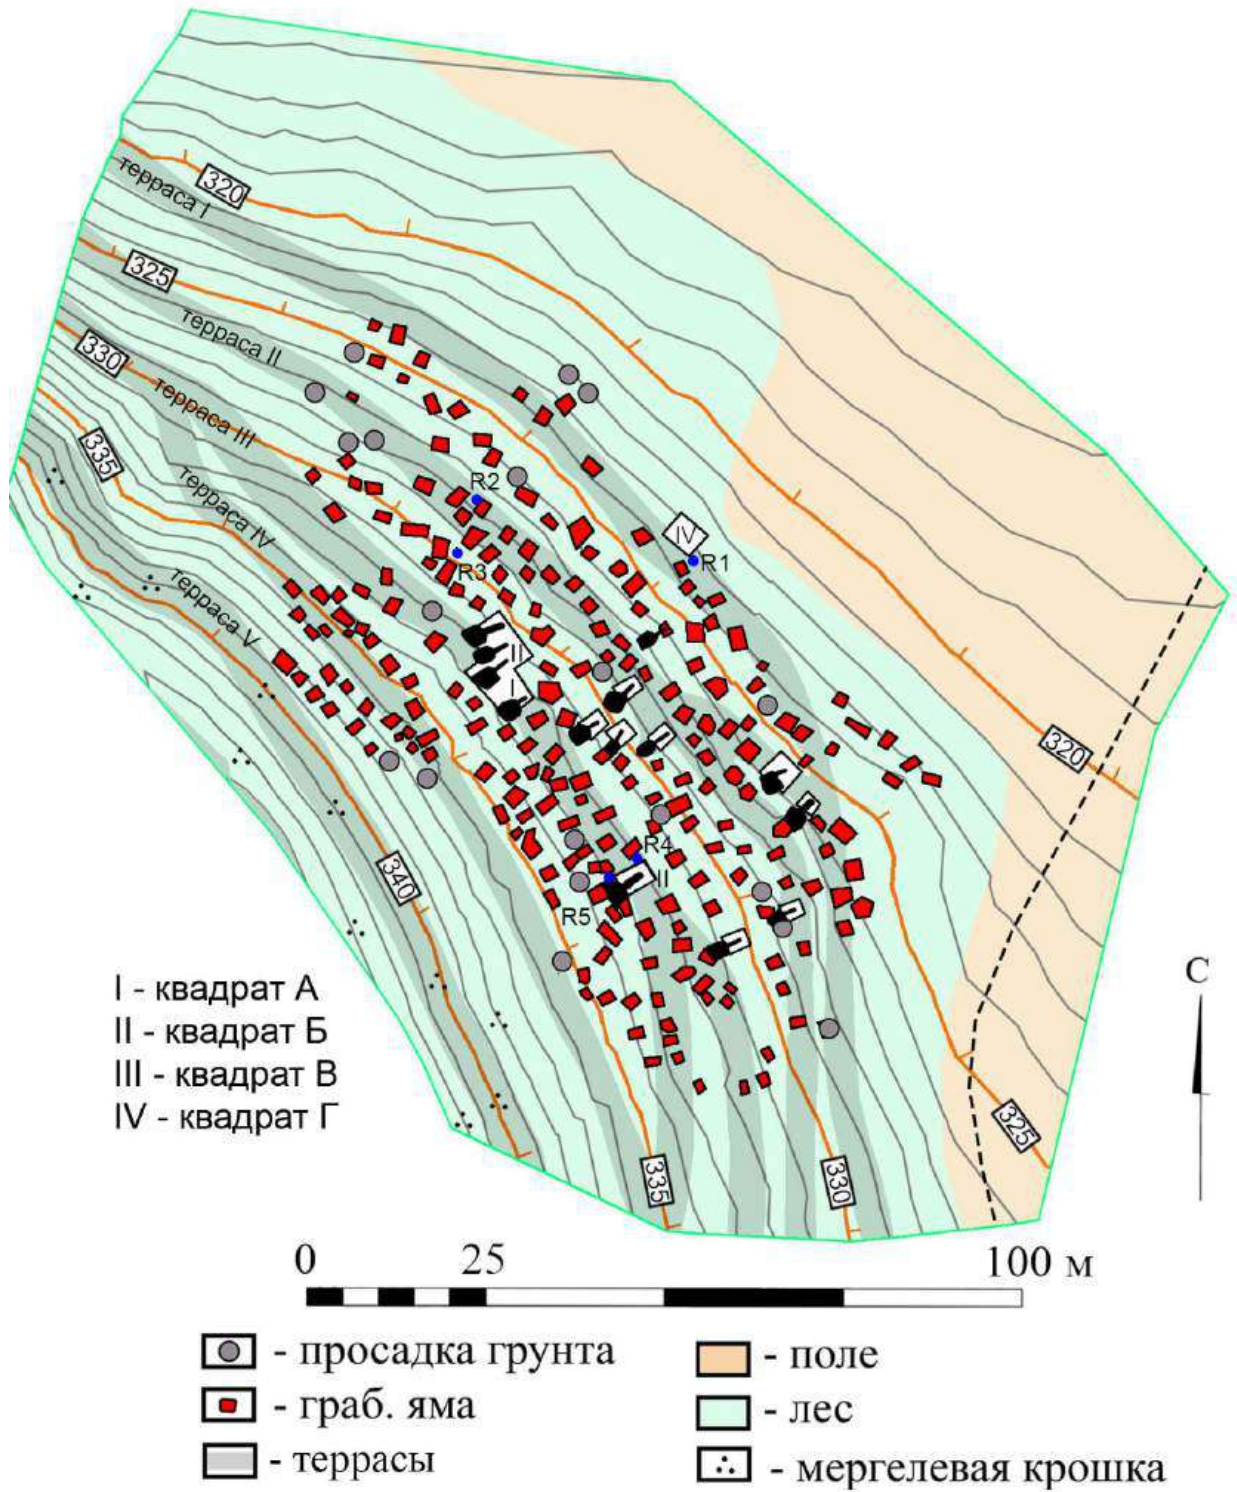 320
терраса I
325
терраса II
330
терраса III
335
терраса IV
терраса V
R2
R3
IV
R1
II
I
320
R4
II
R5
340
325
335
330
I - квадрат А
II - квадрат Б
III - квадрат В
IV - квадрат Г
С
0 25 100 м
- просадка грунта
- граб. яма
- террасы
- поле
- лес
- мергелевая крошка